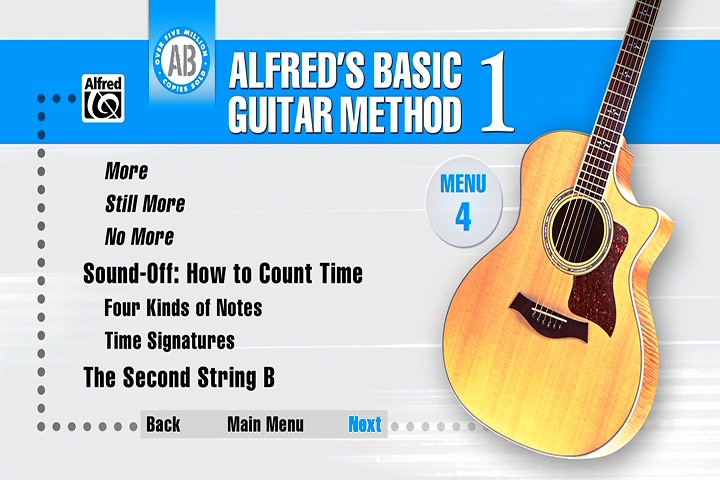 OVER FIVE MILLION
AB
COPIES SOLD
Alfred
ALFRED'S BASIC
GUITAR METHOD 1
MENU
4
More
Still More
No More
Sound-Off: How to Count Time
Four Kinds of Notes
Time Signatures
The Second String B
Back Main Menu Next